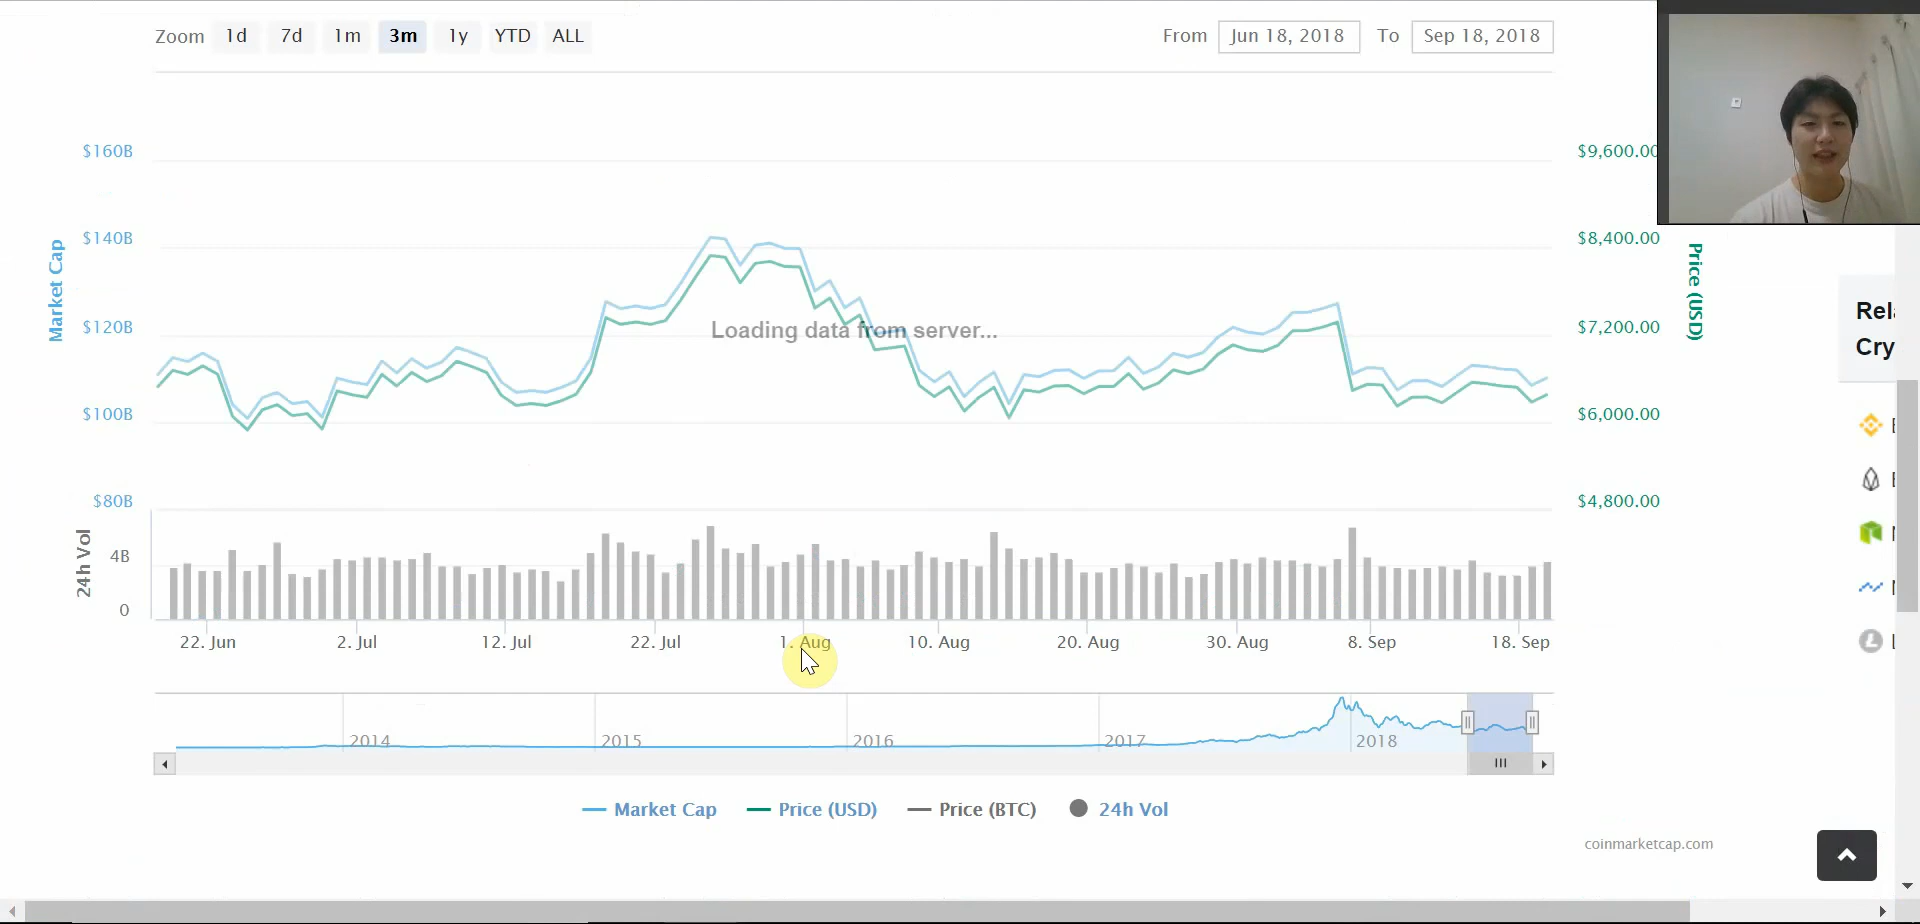 Zoom 1d 7d 1m 3m 1y YTD ALL From Jun 18, 2018 To Sep 18, 2018
$160B $9,600.00
$140B $8,400.00
Market Cap
Price (USD)
Rel
$120B Loading data from server... $7,200.00
Cry
$100B $6,000.00
$80B $4,800.00
24h Vol
4B
0
22. Jun 2. Jul 12. Jul 22. Jul 1. Aug 10. Aug 20. Aug 30. Aug 8. Sep 18. Sep
2014 2015 2016 2017 2018
Market Cap Price (USD) Price (BTC) 24h Vol
coinmarketcap.com